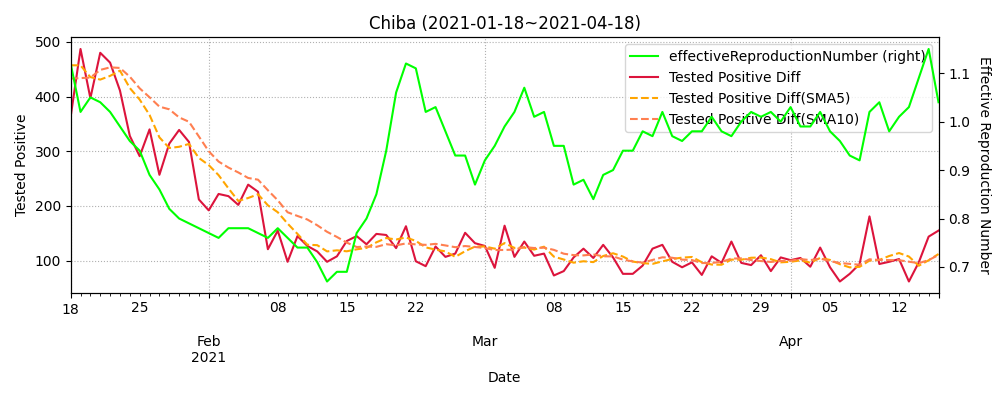 Chiba (2021-01-18~2021-04-18)
500
400
300
200
100
Tested Positive
effectiveReproductionNumber (right)
Tested Positive Diff
Tested Positive Diff(SMA5)
Tested Positive Diff(SMA10)
1.1
1.0
0.9
0.8
0.7
Effective Reproduction Number
18 25 08 15 22 08 15 22 29 05 12
Feb Mar Apr
2021
Date